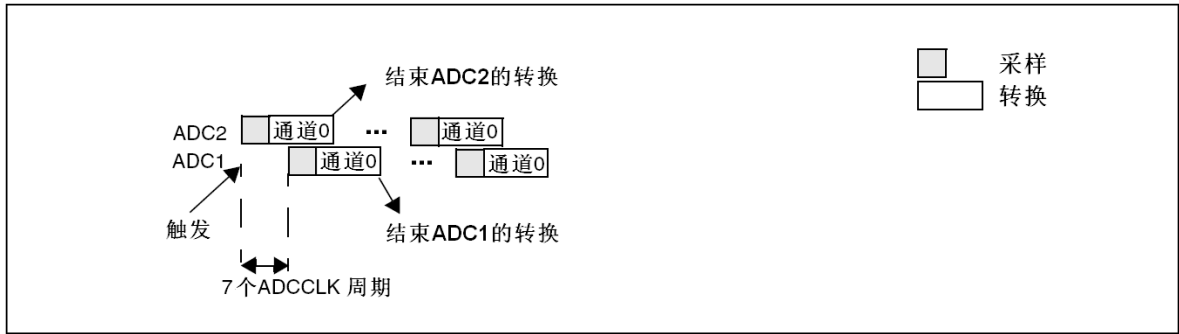 结束ADC2的转换
采样
转换
ADC2 通道0 ... 通道0
ADC1 通道0 ... 通道0
触发
结束ADC1的转换
7个ADCCLK 周期